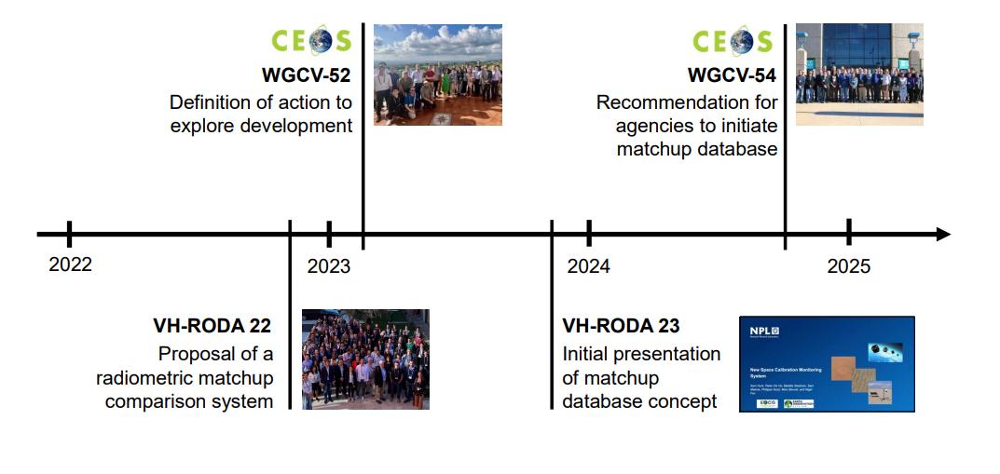 CEOS
WGCV-52
Definition of action to
explore development
CEOS
WGCV-54
Recommendation for
agencies to initiate
matchup database
2022
2023
2024
2025
VH-RODA 22
Proposal of a
radiometric matchup
comparison system
VH-RODA 23
Initial presentation
of matchup
database concept
NPL
New Space Calibration Monitoring
System